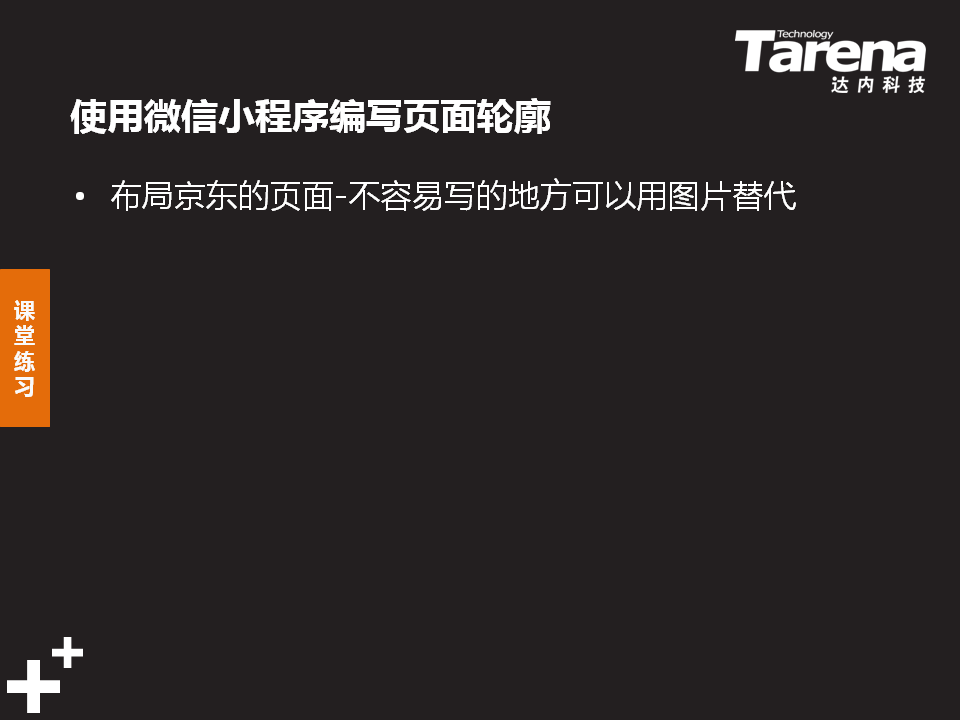 Technology
Tarena
达内科技
使用微信小程序编写页面轮廓
• 布局京东的页面-不容易写的地方可以用图片替代
课堂练习